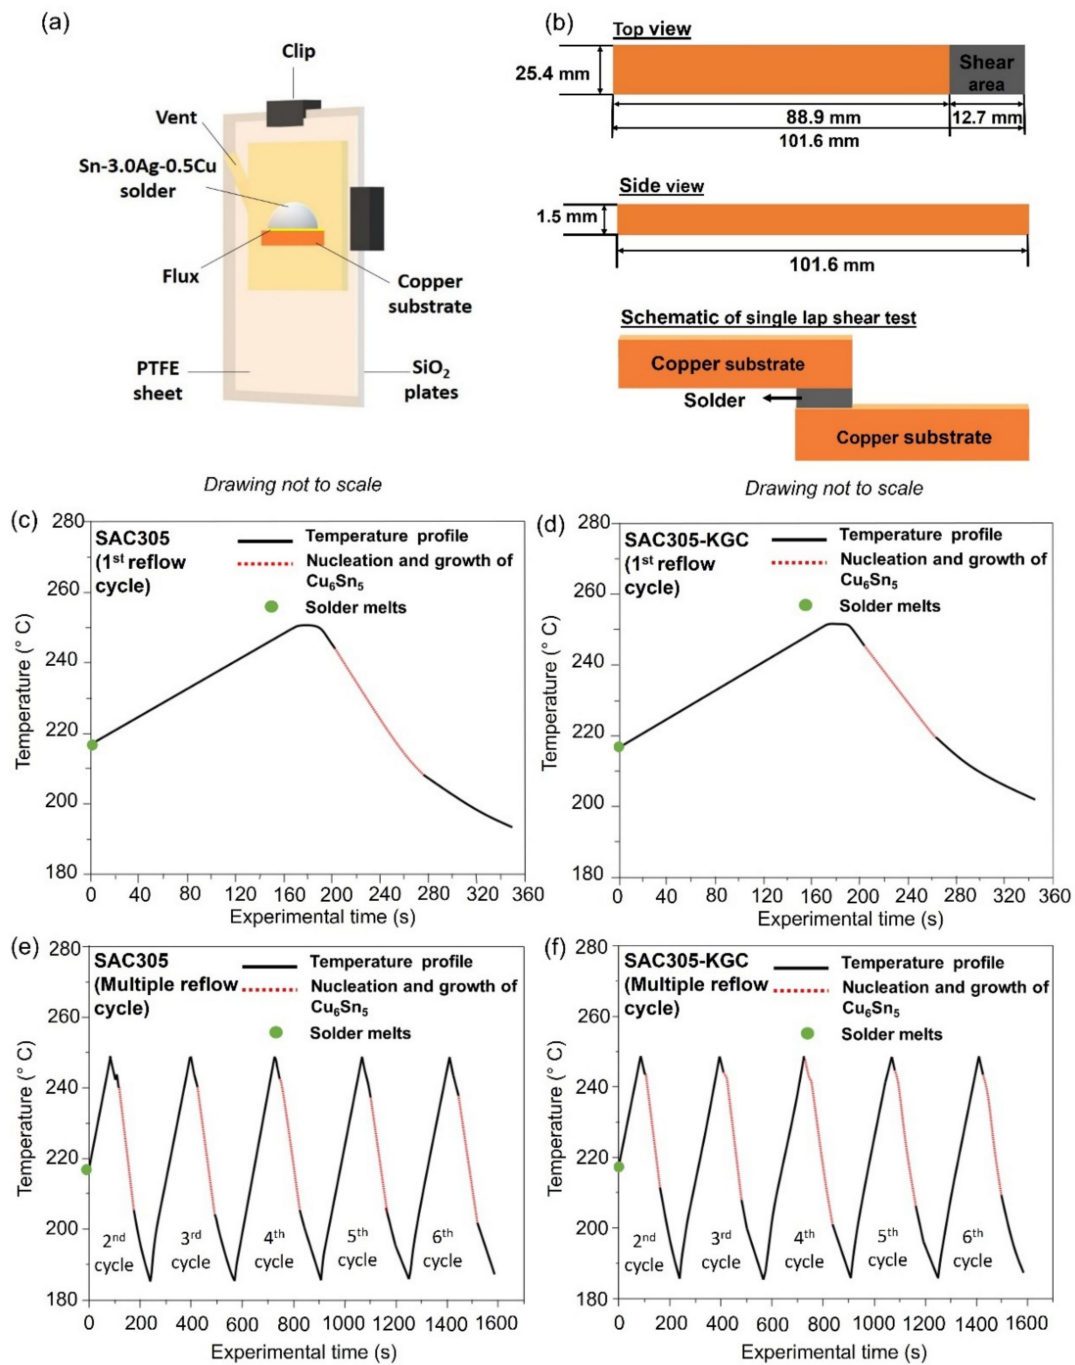 (a)
Clip
Vent
Sn-3.0Ag-0.5Cu
solder
Flux
Copper
substrate
PTFE
sheet
SiO₂
plates
Drawing not to scale
(b)
Top view
25.4 mm
Shear
area
88.9 mm
12.7 mm
101.6 mm
Side view
1.5 mm
101.6 mm
Schematic of single lap shear test
Copper substrate
Solder
Copper substrate
Drawing not to scale
(c)
SAC305
(1ˢᵗ reflow
cycle)
Temperature profile
Nucleation and growth of
Cu₆Sn₅
Solder melts
Temperature (° C)
280
260
240
220
200
180
0 40 80 120 160 200 240 280 320 360
Experimental time (s)
(d)
SAC305-KGC
(1ˢᵗ reflow
cycle)
Temperature profile
Nucleation and growth of
Cu₆Sn₅
Solder melts
Temperature (° C)
280
260
240
220
200
180
0 40 80 120 160 200 240 280 320 360
Experimental time (s)
(e)
SAC305
(Multiple reflow
cycle)
Temperature profile
Nucleation and growth of
Cu₆Sn₅
Solder melts
Temperature (° C)
280
260
240
220
200
180
2ⁿᵈ
cycle
3ʳᵈ
cycle
4ᵗʰ
cycle
5ᵗʰ
cycle
6ᵗʰ
cycle
0 200 400 600 800 1000 1200 1400 1600
Experimental time (s)
(f)
SAC305-KGC
(Multiple reflow
cycle)
Temperature profile
Nucleation and growth of
Cu₆Sn₅
Solder melts
Temperature (° C)
280
260
240
220
200
180
2ⁿᵈ
cycle
3ʳᵈ
cycle
4ᵗʰ
cycle
5ᵗʰ
cycle
6ᵗʰ
cycle
0 200 400 600 800 1000 1200 1400 1600
Experimental time (s)